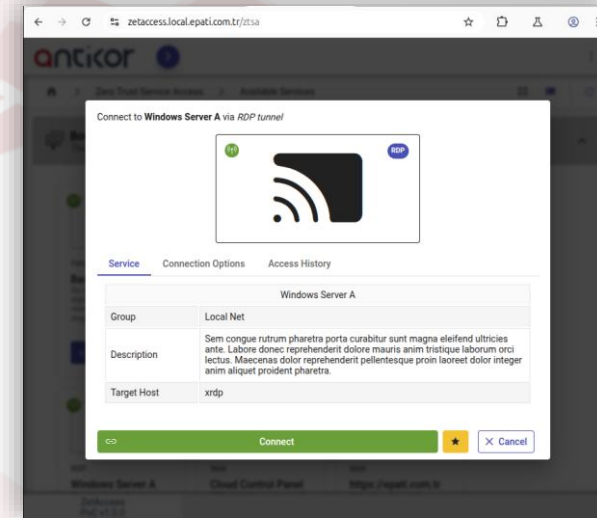 zetaccess.local.epati.com.tr/ztsa
antikor
Zero Trust Service Access > Available Services
Connect to Windows Server A via RDP tunnel
RDP
Service Connection Options Access History
Windows Server A
Group Local Net
Description Sem congue rutrum pharetra porta curabitur sunt magna eleifend ultricies
ante. Labore donec reprehenderit dolore mauris anim tristique laborum orci
lectus. Maecenas dolor reprehenderit pellentesque proin laoreet dolor integer
anim aliquet proident pharetra.
Target Host xrdp
Connect
Cancel
Windows Server A Cloud Control Panel https://epati.com.tr
ZetAccess